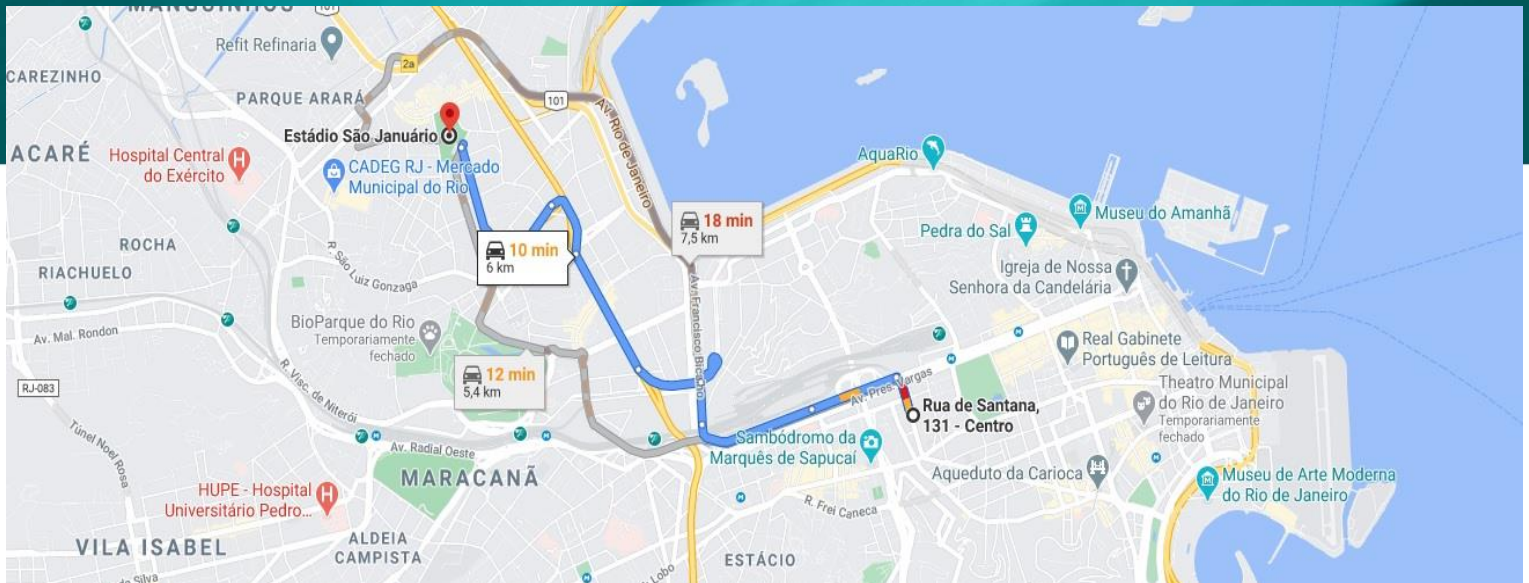 MANGUINHOS
101
Refit Refinaria
2a
CAREZINHO
PARQUE ARARÁ
101
Av. Rio de Janeiro
Estádio São Januário
ACARÉ
Hospital Central
do Exército
CADEG RJ - Mercado
Municipal do Rio
AquaRio
18 min
7,5 km
Museu do Amanhã
Pedra do Sal
ROCHA
10 min
6 km
R. São Luiz Gonzaga
RIACHUELO
Igreja de Nossa
Senhora da Candelária
Av. Francisco Bicalho
Av. Mal. Rondon
BioParque do Rio
Temporariamente
fechado
Real Gabinete
Português de Leitura
12 min
5,4 km
RJ-083
R. Visc. de Niterói
Av. Pres. Vargas
Theatro Municipal
do Rio de Janeiro
Temporariamente
fechado
Rua de Santana,
131 - Centro
Túnel Noel Rosa
Av. Radial Oeste
Sambódromo da
Marquês de Sapucaí
MARACANÃ
Aqueduto da Carioca
Museu de Arte Moderna
do Rio de Janeiro
HUPE - Hospital
Universitário Pedro...
R. Frei Caneca
VILA ISABEL
ALDEIA
CAMPISTA
ESTÁCIO
da Silva
Lobo